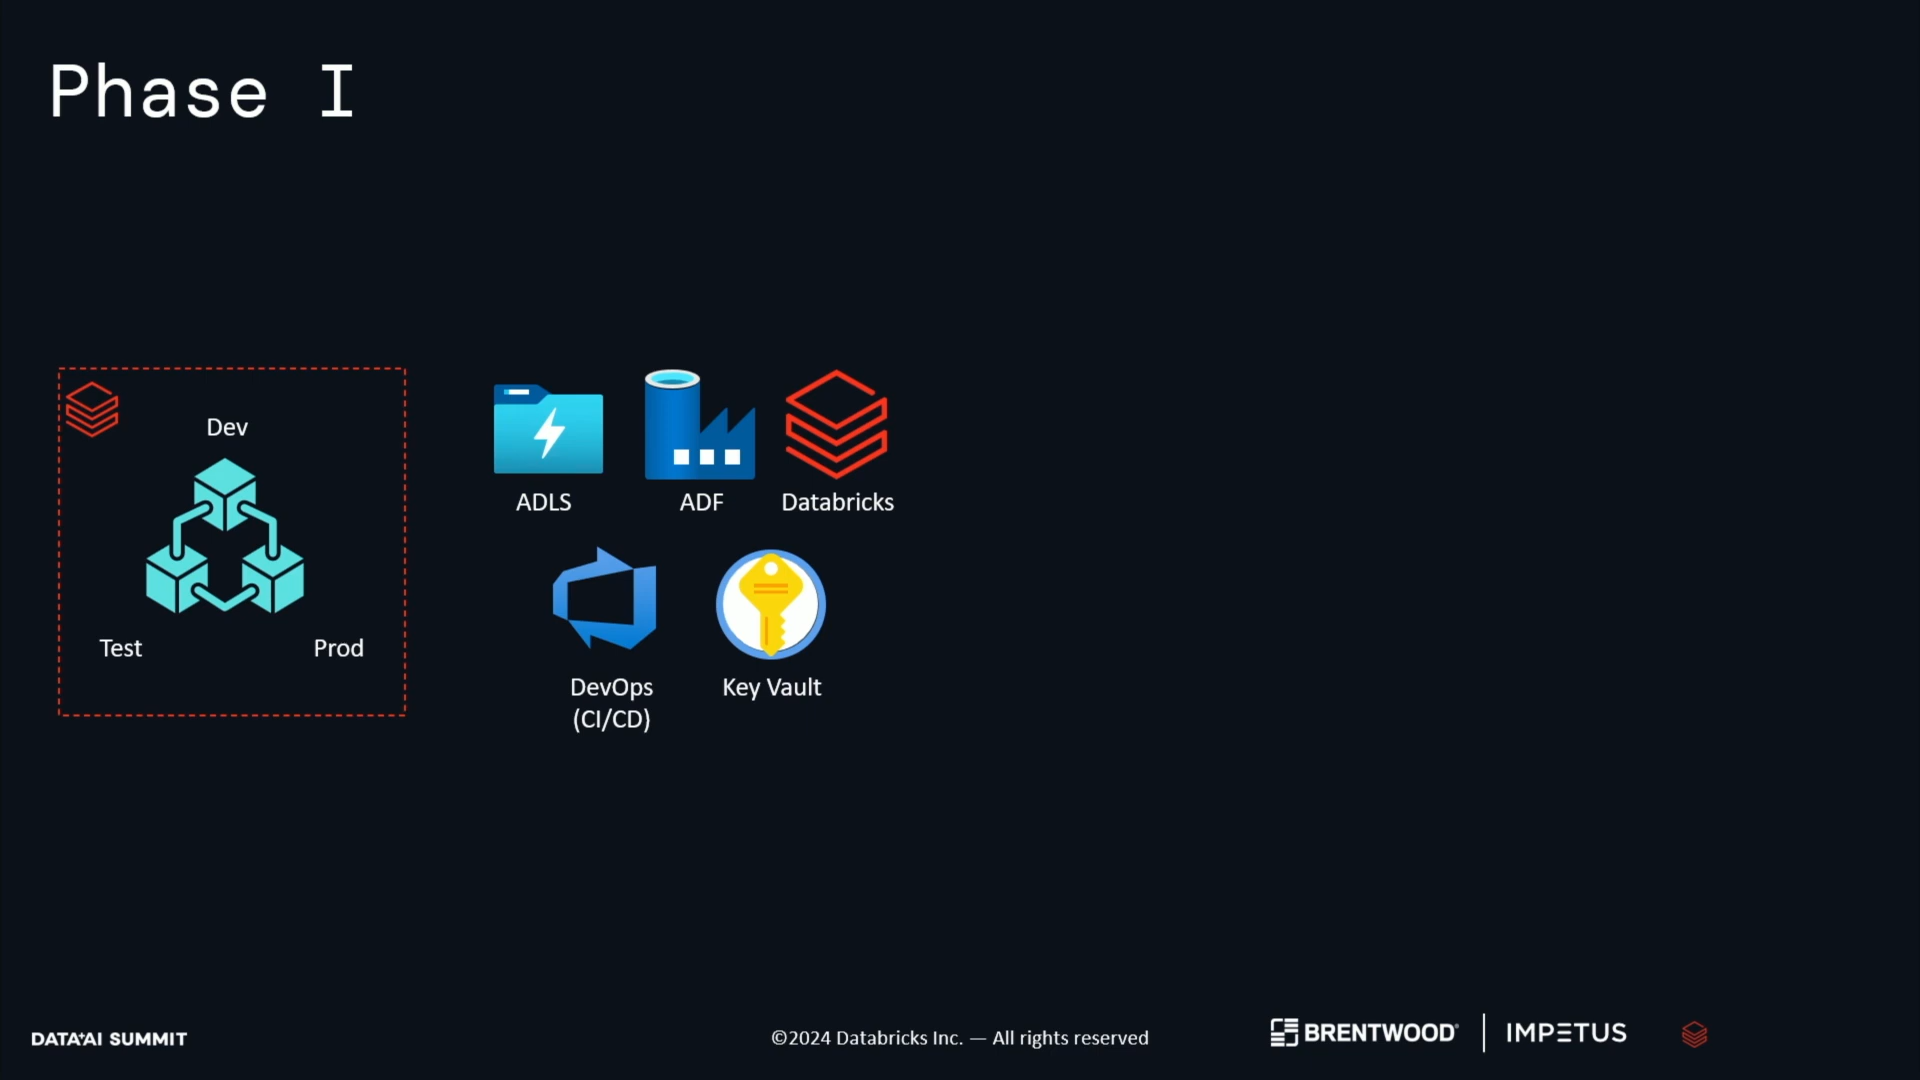 Phase I
Dev
Test
Prod
ADLS
ADF
Databricks
DevOps
(CI/CD)
Key Vault
DATA+AI SUMMIT
©2024 Databricks Inc. — All rights reserved
BRENTWOOD®
IMPETUS